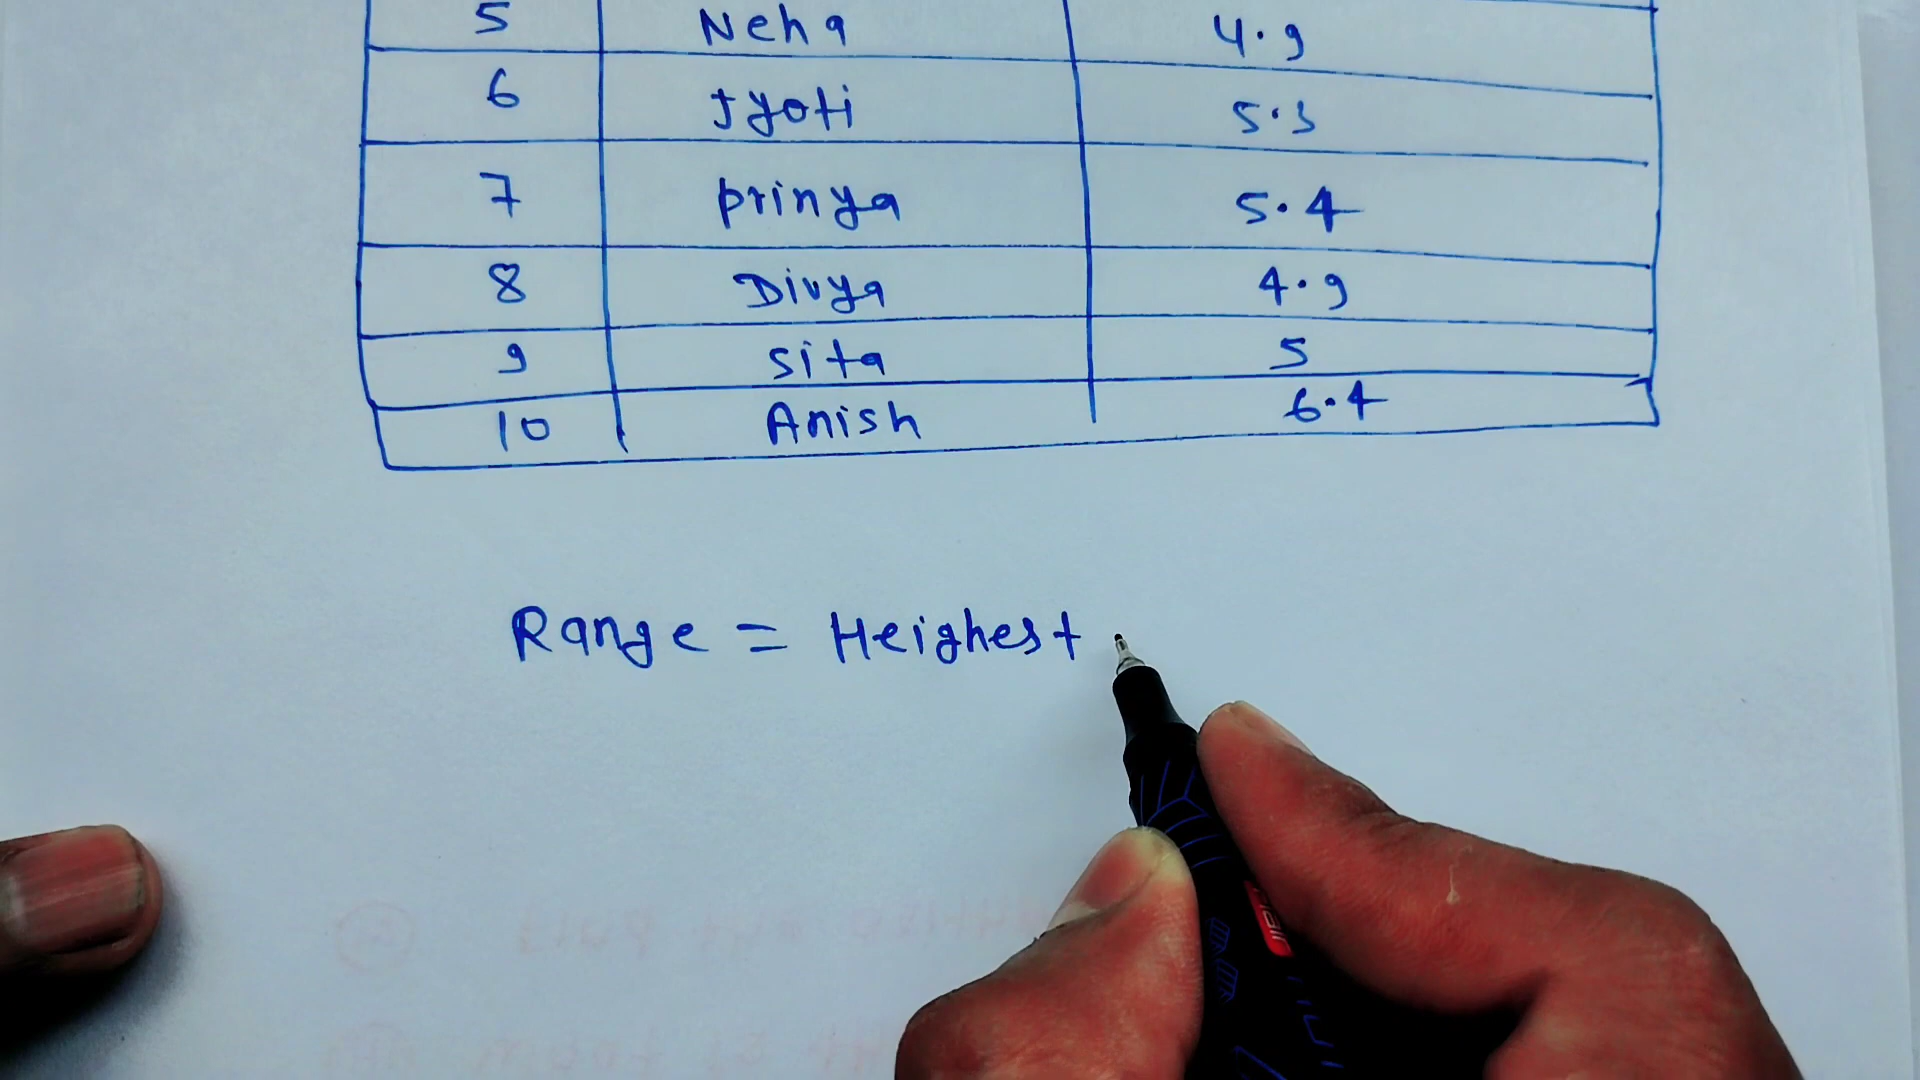 5 Neha 4.9
6 Jyoti 5.3
7 prinya 5.4
8 Divya 4.9
9 sita 5
10 Anish 6.4
Range = Heighest